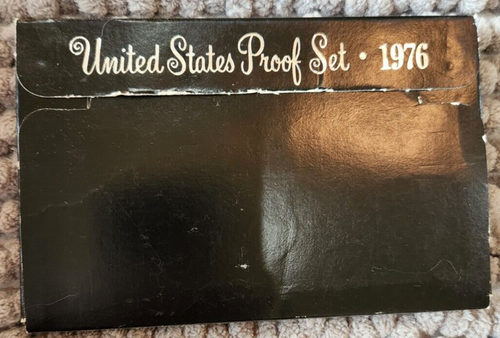 United States Proof Set · 1976